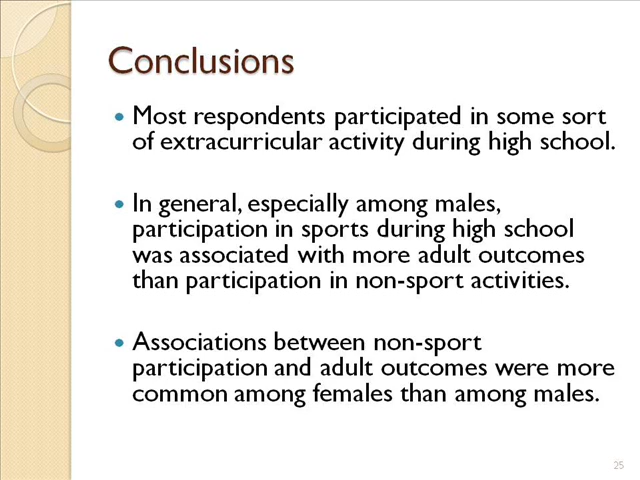 Conclusions
• Most respondents participated in some sort
of extracurricular activity during high school.
• In general, especially among males,
participation in sports during high school
was associated with more adult outcomes
than participation in non-sport activities.
• Associations between non-sport
participation and adult outcomes were more
common among females than among males.
25